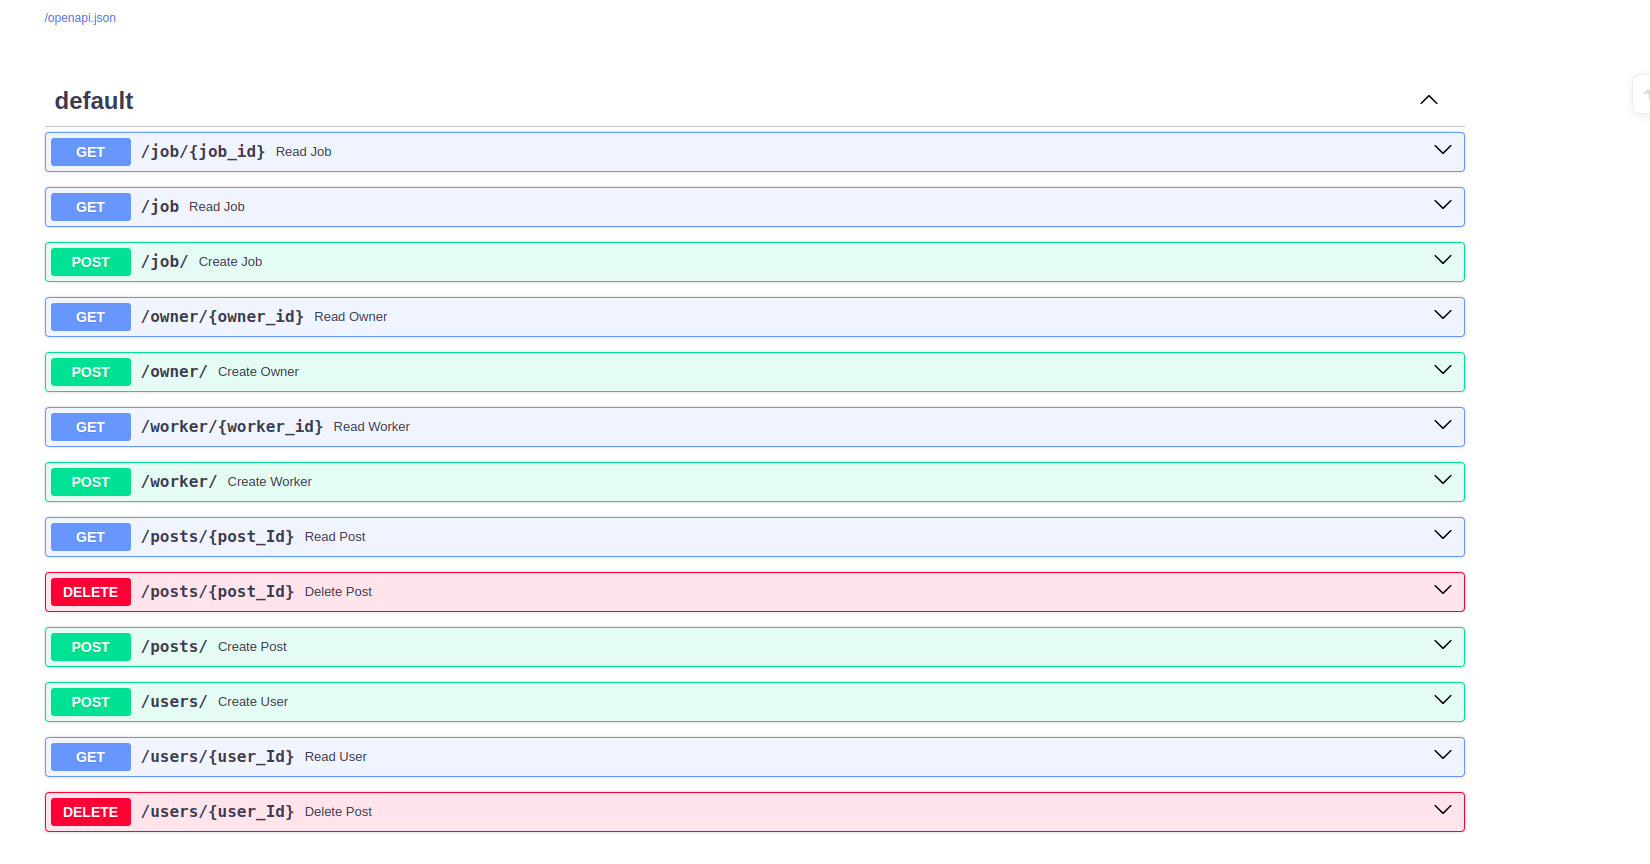 /openapi.json
default
GET /job/{job_id} Read Job
GET /job Read Job
POST /job/ Create Job
GET /owner/{owner_id} Read Owner
POST /owner/ Create Owner
GET /worker/{worker_id} Read Worker
POST /worker/ Create Worker
GET /posts/{post_Id} Read Post
DELETE /posts/{post_Id} Delete Post
POST /posts/ Create Post
POST /users/ Create User
GET /users/{user_Id} Read User
DELETE /users/{user_Id} Delete Post